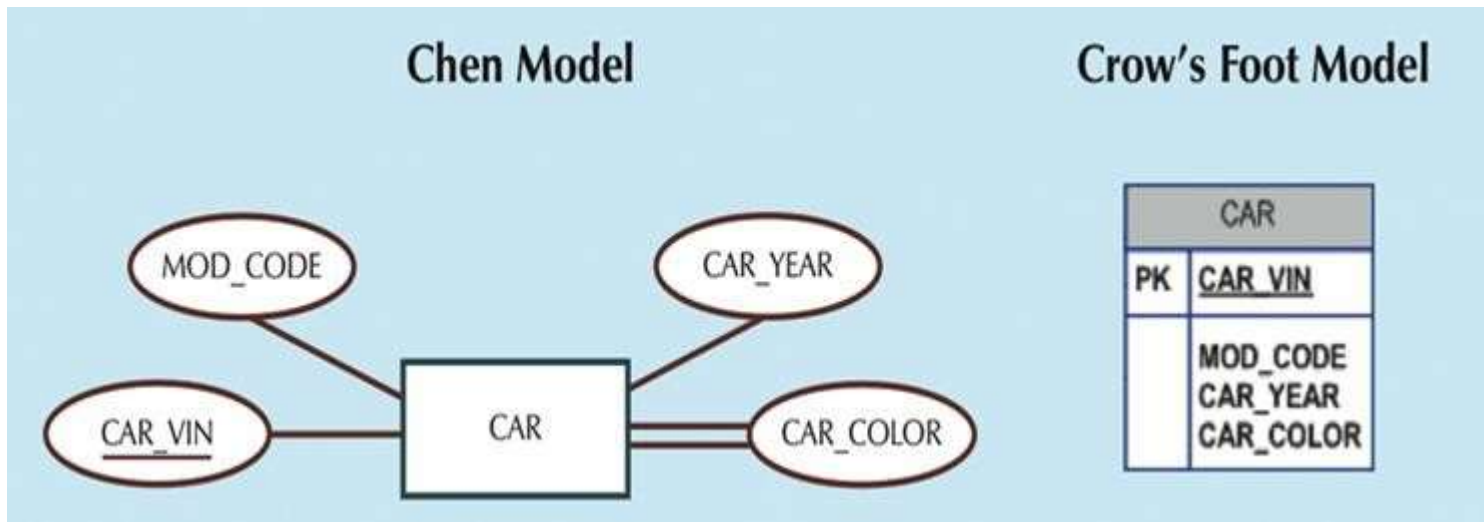 Chen Model
Crow's Foot Model
MOD_CODE
CAR_YEAR
CAR_VIN
CAR
CAR_COLOR
CAR
PK CAR_VIN
MOD_CODE
CAR_YEAR
CAR_COLOR